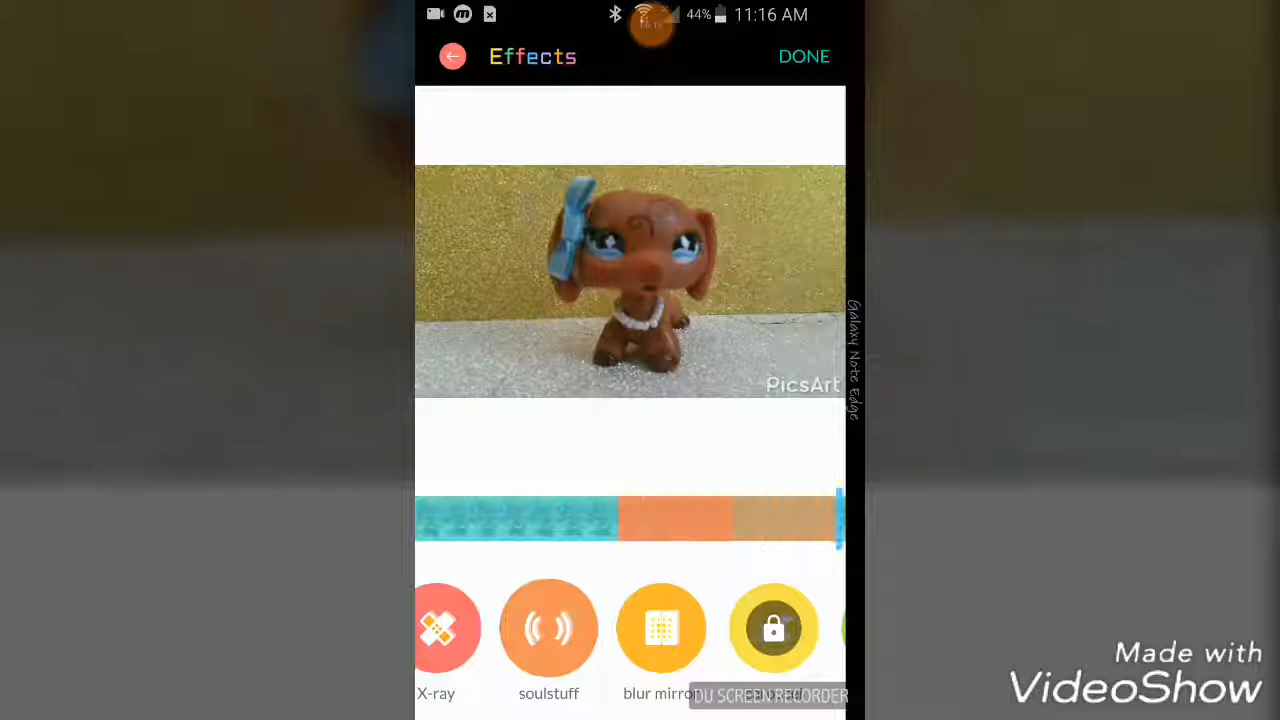 44% 11:16 AM
Effects
DONE
PicsArt
Galaxy Note Edge
X-ray
soulstuff
blur mirro
DU SCREEN RECORDER
Made with
VideoShow